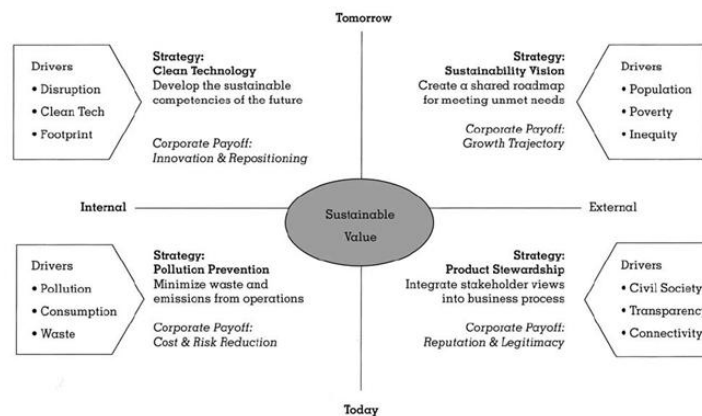 Tomorrow
Drivers
• Disruption
• Clean Tech
• Footprint
Strategy:
Clean Technology
Develop the sustainable
competencies of the future
Corporate Payoff:
Innovation & Repositioning
Strategy:
Sustainability Vision
Create a shared roadmap
for meeting unmet needs
Corporate Payoff:
Growth Trajectory
Drivers
• Population
• Poverty
• Inequity
Internal
Sustainable
Value
External
Drivers
• Pollution
• Consumption
• Waste
Strategy:
Pollution Prevention
Minimize waste and
emissions from operations
Corporate Payoff:
Cost & Risk Reduction
Strategy:
Product Stewardship
Integrate stakeholder views
into business process
Corporate Payoff:
Reputation & Legitimacy
Drivers
• Civil Society
• Transparency
• Connectivity
Today